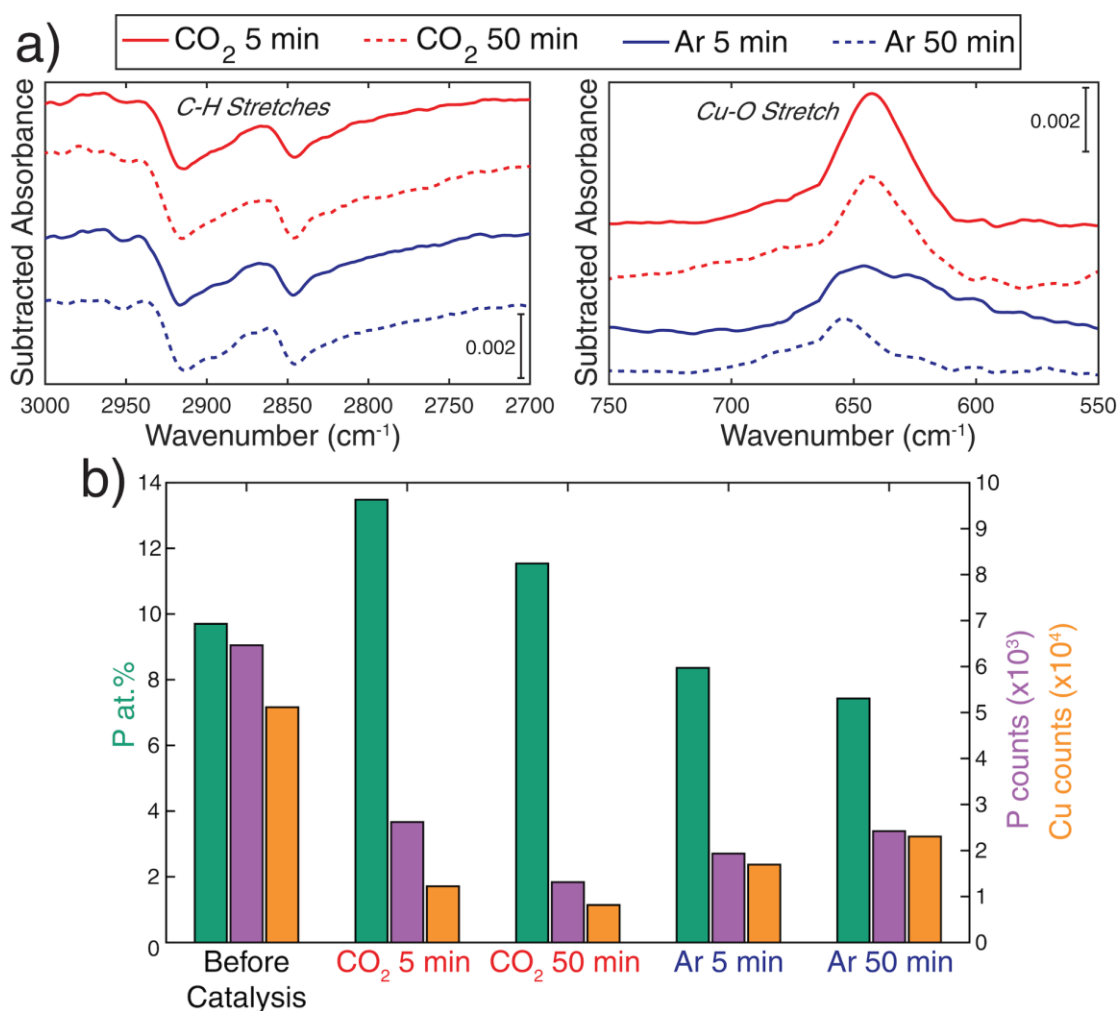 a)
CO₂ 5 min CO₂ 50 min Ar 5 min Ar 50 min
C-H Stretches
Subtracted Absorbance
0.002
3000 2950 2900 2850 2800 2750 2700
Wavenumber (cm⁻¹)
Cu-O Stretch
Subtracted Absorbance
0.002
750 700 650 600 550
Wavenumber (cm⁻¹)
b)
14
12
10
8
6
4
2
0
P at.%
10
9
8
7
6
5
4
3
2
1
0
P counts (x10³)
Cu counts (x10⁴)
Before
Catalysis
CO₂ 5 min
CO₂ 50 min
Ar 5 min
Ar 50 min